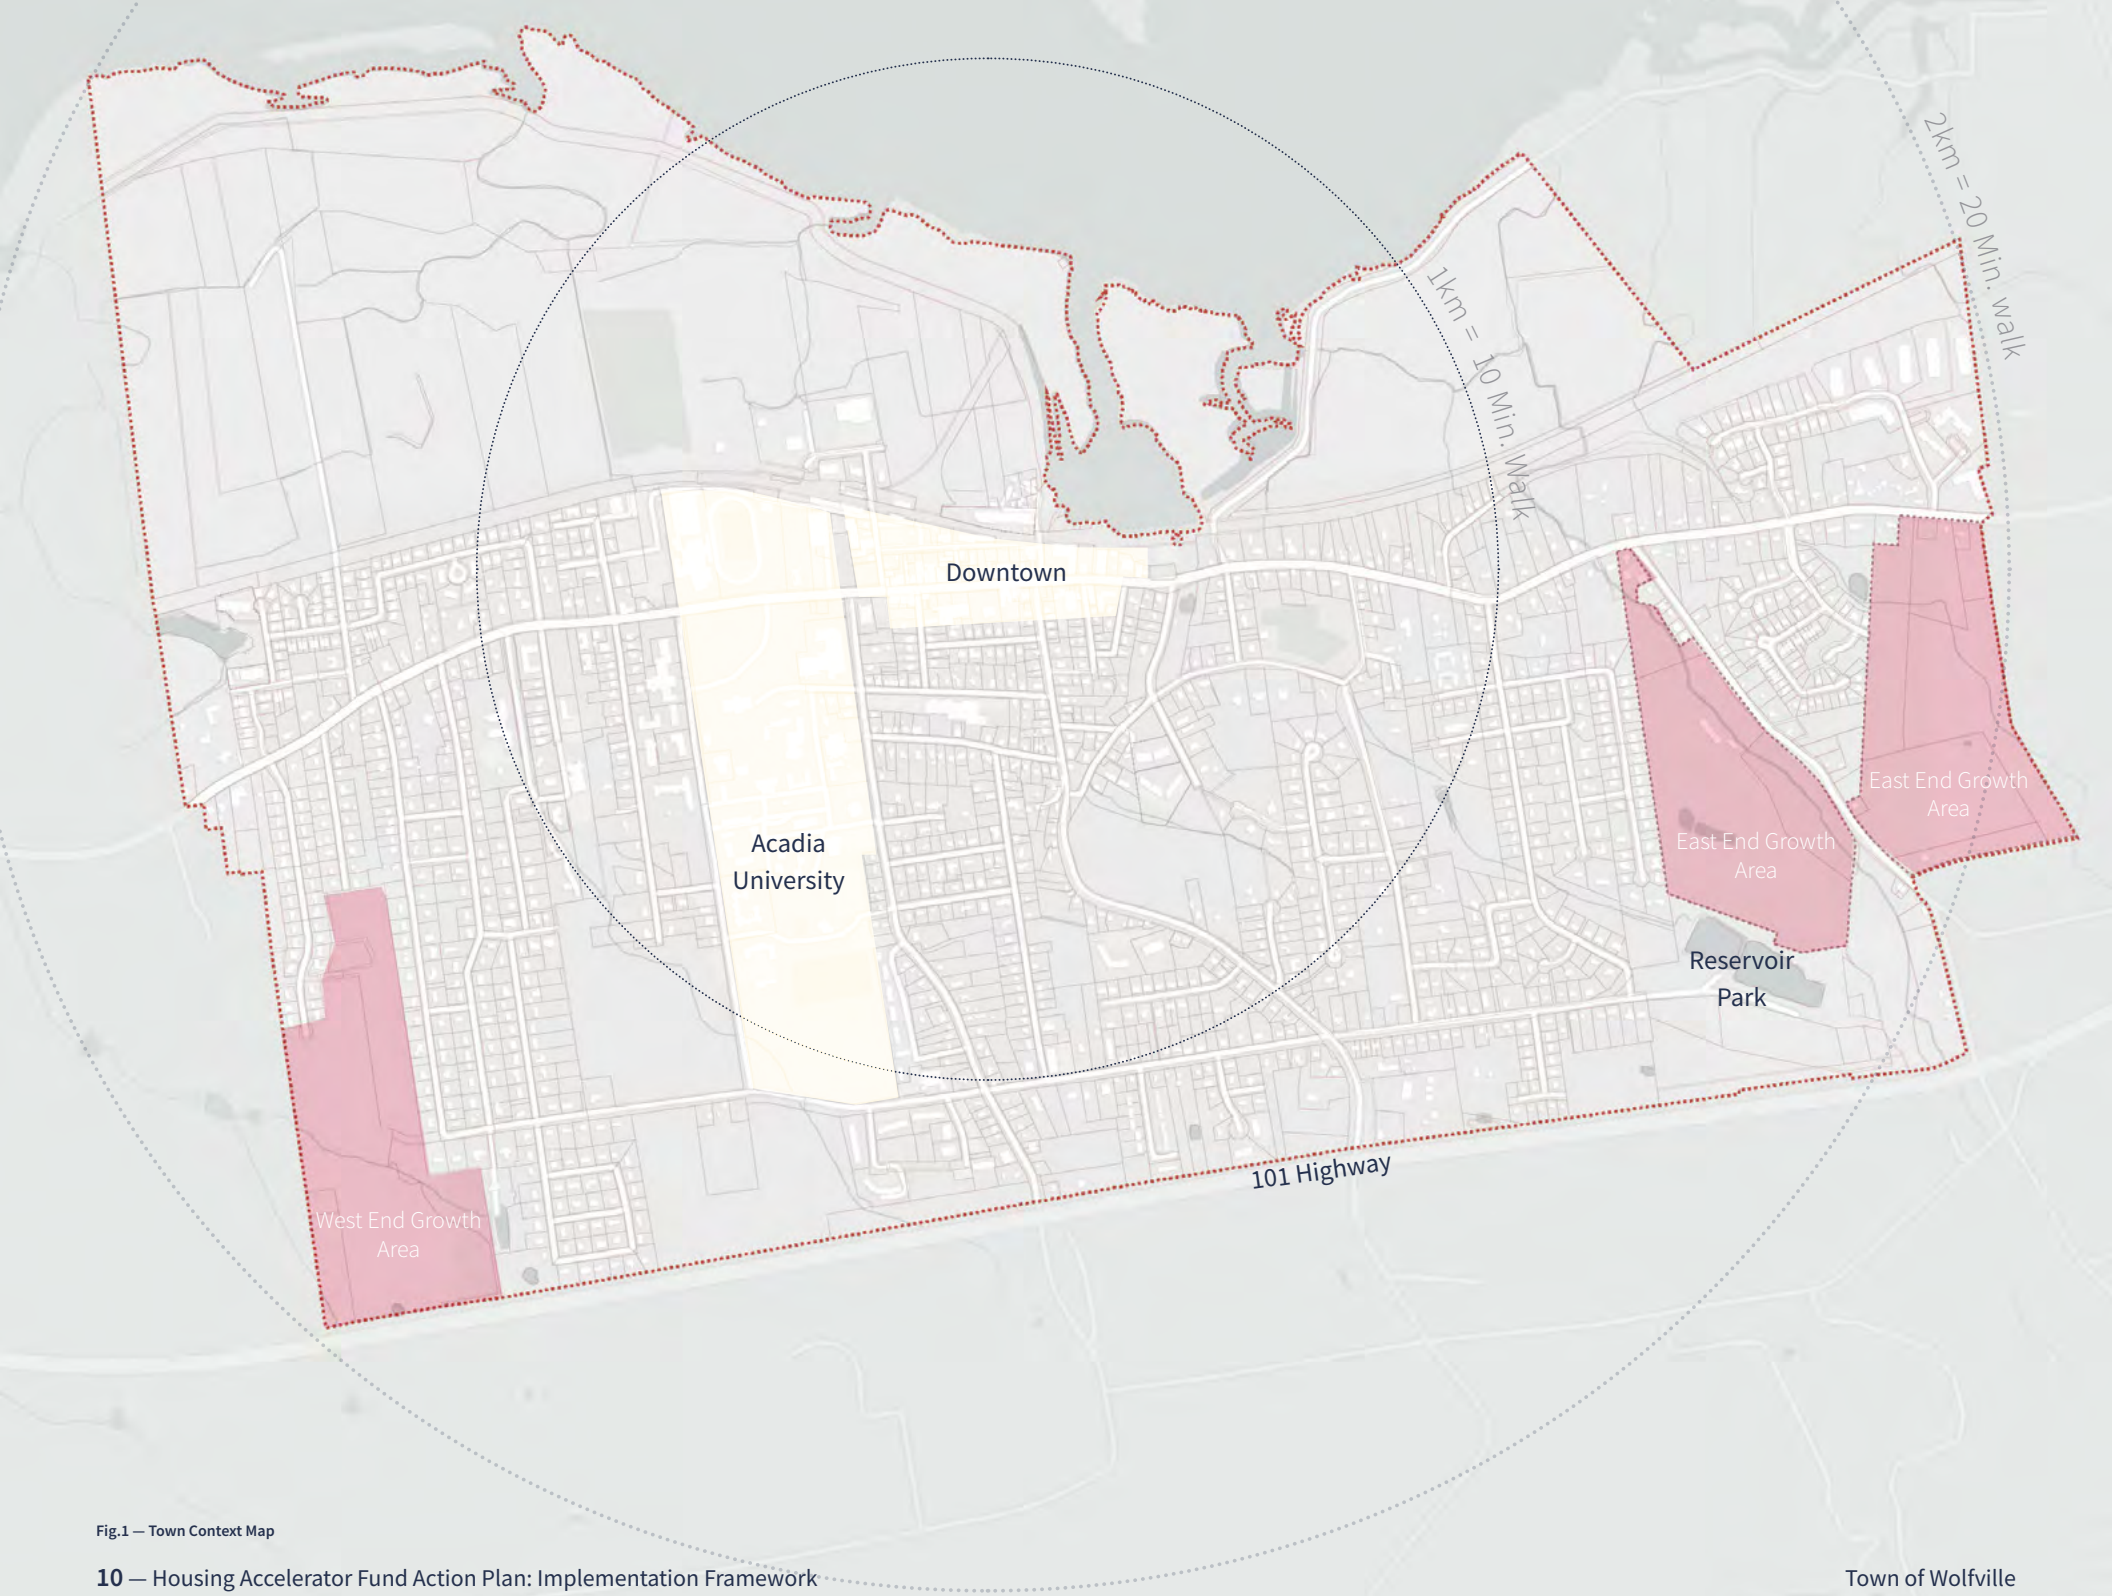 2km = 20 Min. walk
1km = 10 Min. Walk
Downtown
Acadia
University
East End Growth
Area
East End Growth
Area
Reservoir
Park
101 Highway
West End Growth
Area
Fig.1 — Town Context Map
10 — Housing Accelerator Fund Action Plan: Implementation Framework
Town of Wolfville